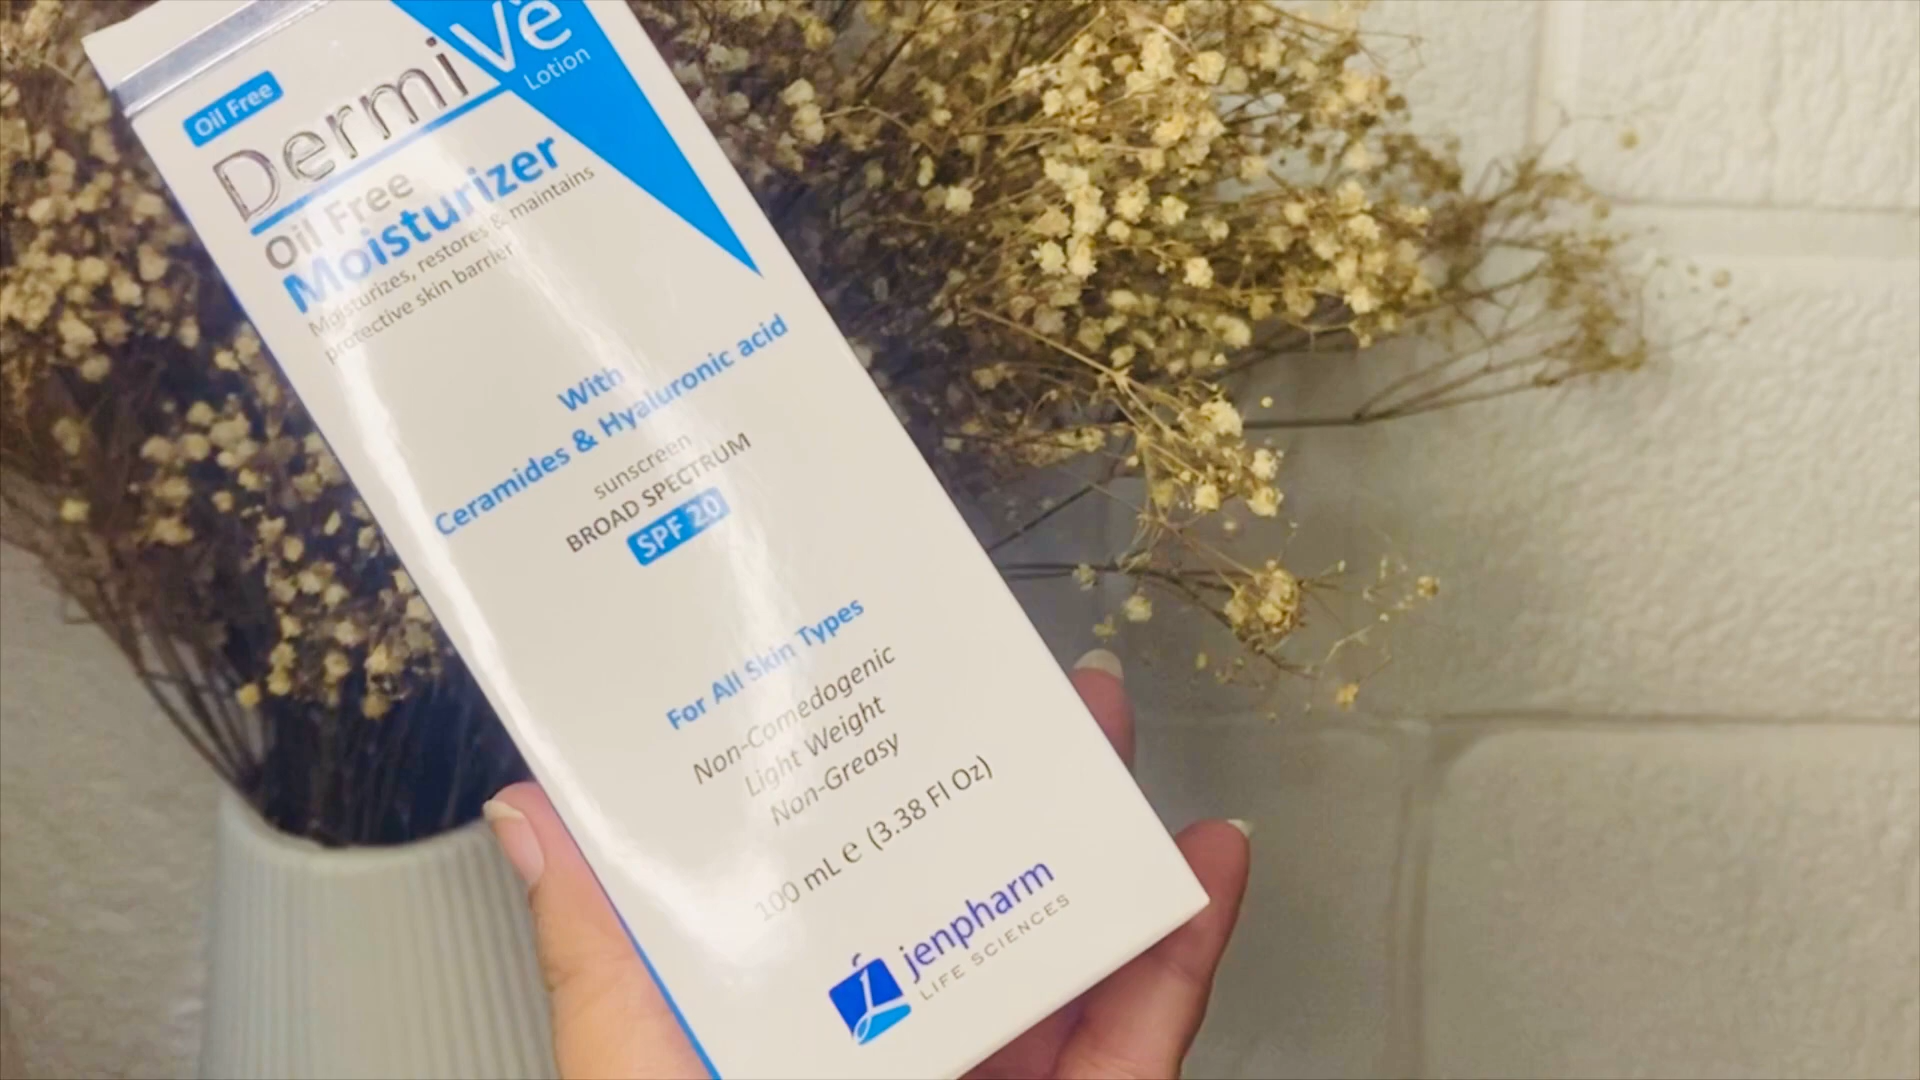 Oil Free
Dermive
Lotion
Oil Free
Moisturizer
Moisturizes, restores & maintains
protective skin barrier
With
Ceramides & Hyaluronic acid
sunscreen
BROAD SPECTRUM
SPF 20
For All Skin Types
Non-Comedogenic
Light Weight
Non-Greasy
100 mL e (3.38 Fl Oz)
jenpharm
LIFE SCIENCES